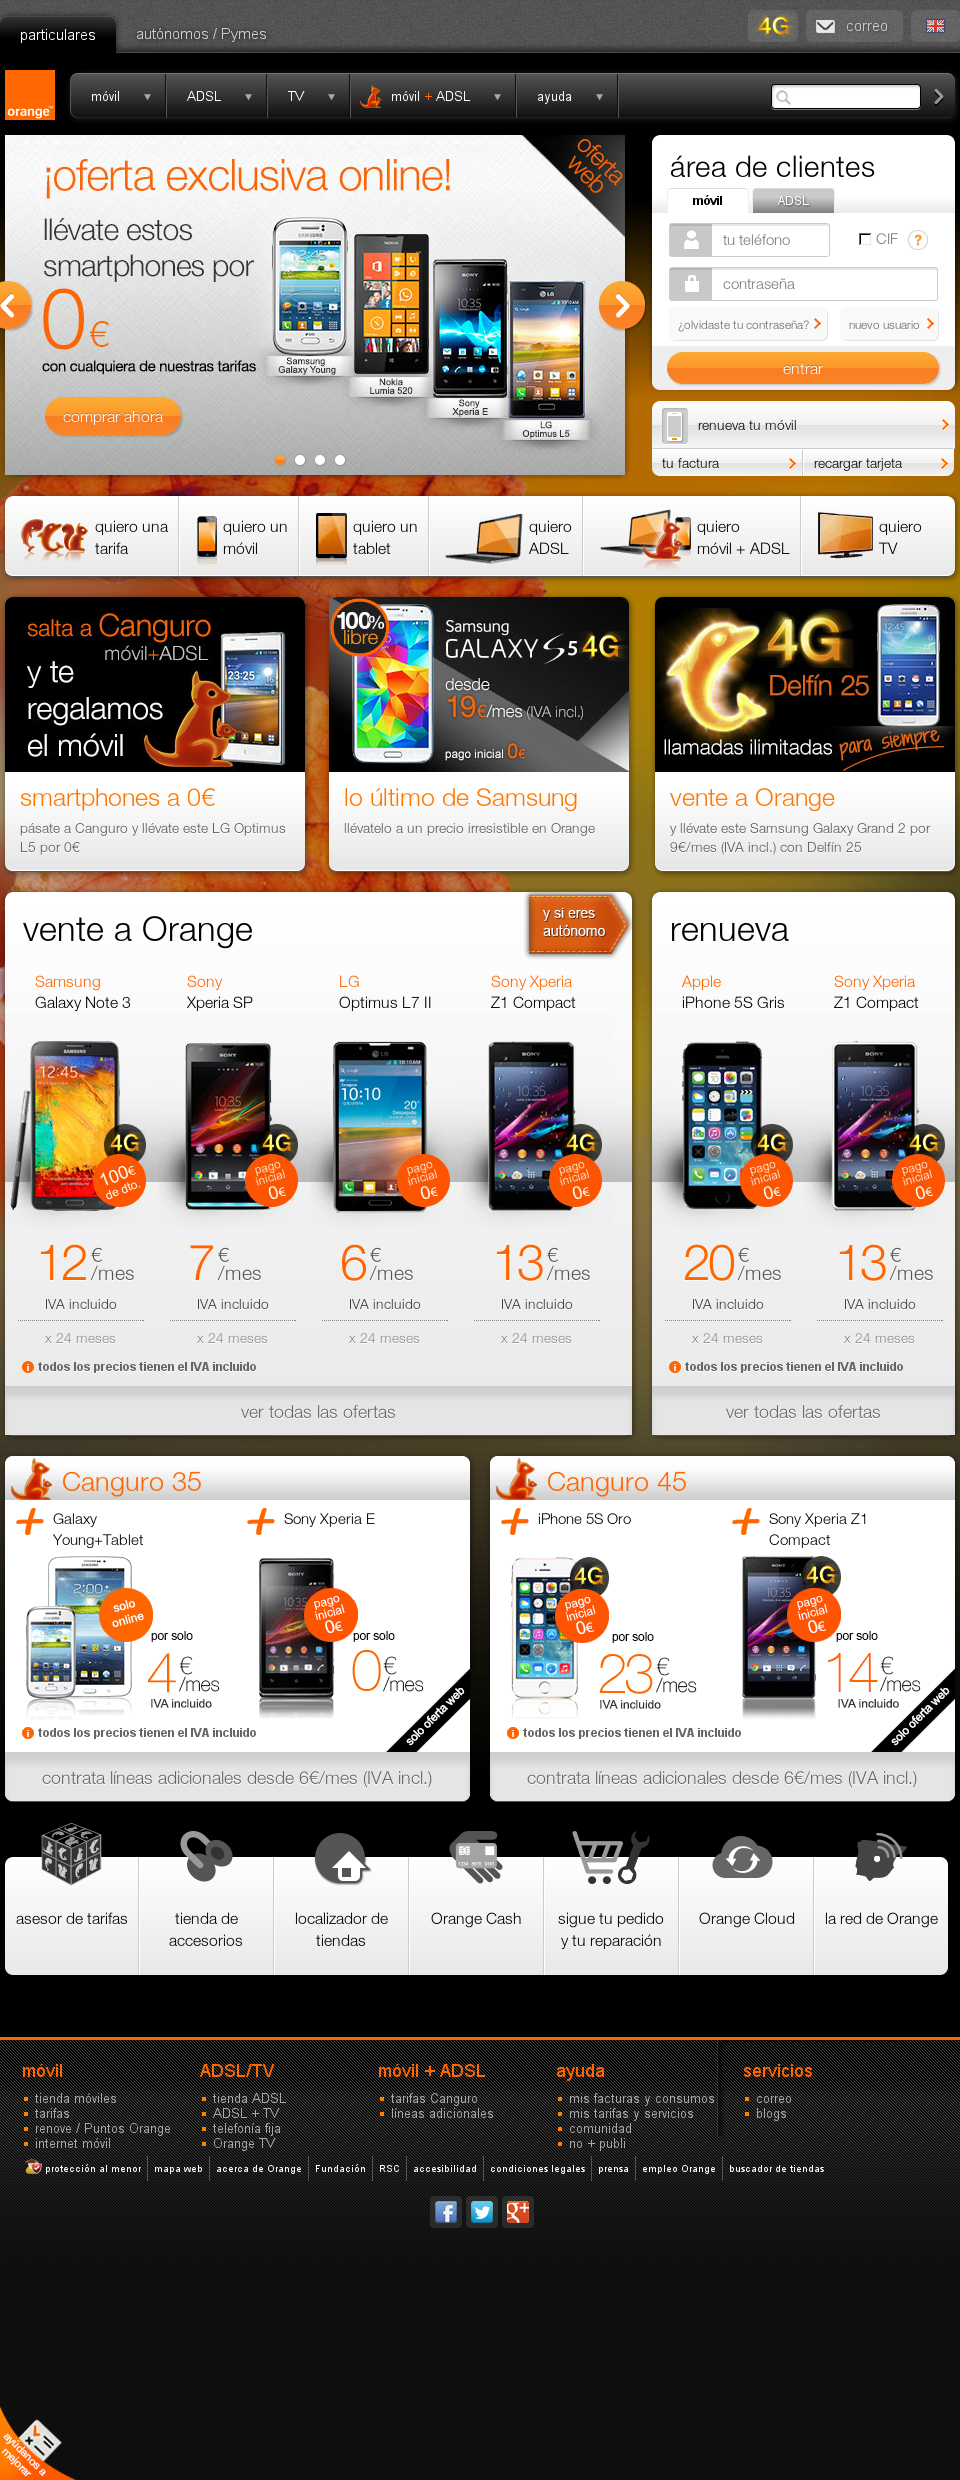 particulares
autónomos / Pymes
4G
correo
orange
móvil
ADSL
TV
móvil + ADSL
ayuda
¡oferta exclusiva online!
oferta
web
llévate estos
smartphones por
0€
con cualquiera de nuestras tarifas
comprar ahora
Samsung
Galaxy Young
Nokia
Lumia 520
Sony
Xperia E
LG
Optimus L5
área de clientes
móvil
ADSL
tu teléfono
CIF
?
contraseña
¿olvidaste tu contraseña?
nuevo usuario
entrar
renueva tu móvil
tu factura
recargar tarjeta
quiero una
tarifa
quiero un
móvil
quiero un
tablet
quiero
ADSL
quiero
móvil + ADSL
quiero
TV
salta a Canguro
móvil+ADSL
y te
regalamos
el móvil
smartphones a 0€
pásate a Canguro y llévate este LG Optimus
L5 por 0€
100%
libre
Samsung
GALAXY S5 4G
desde
19€/mes (IVA incl.)
pago inicial 0€
lo último de Samsung
llévatelo a un precio irresistible en Orange
4G
Delfín 25
llamadas ilimitadas para siempre
vente a Orange
y llévate este Samsung Galaxy Grand 2 por
9€/mes (IVA incl.) con Delfín 25
vente a Orange
y si eres
autónomo
Samsung
Galaxy Note 3
Sony
Xperia SP
LG
Optimus L7 II
Sony Xperia
Z1 Compact
4G
100€
de dto.
4G
pago
inicial
0€
pago
inicial
0€
4G
pago
inicial
0€
12 €/mes
7 €/mes
6 €/mes
13 €/mes
IVA incluido
IVA incluido
IVA incluido
IVA incluido
x 24 meses
x 24 meses
x 24 meses
x 24 meses
todos los precios tienen el IVA incluido
ver todas las ofertas
renueva
Apple
iPhone 5S Gris
Sony Xperia
Z1 Compact
4G
pago
inicial
0€
4G
pago
inicial
0€
20 €/mes
13 €/mes
IVA incluido
IVA incluido
x 24 meses
x 24 meses
todos los precios tienen el IVA incluido
ver todas las ofertas
Canguro 35
Galaxy
Young+Tablet
Sony Xperia E
solo
online
por solo
4 €/mes
IVA incluido
pago
inicial
0€
por solo
0 €/mes
solo oferta web
todos los precios tienen el IVA incluido
contrata líneas adicionales desde 6€/mes (IVA incl.)
Canguro 45
iPhone 5S Oro
Sony Xperia Z1
Compact
4G
pago
inicial
0€
por solo
23 €/mes
IVA incluido
4G
pago
inicial
0€
por solo
14 €/mes
IVA incluido
solo oferta web
todos los precios tienen el IVA incluido
contrata líneas adicionales desde 6€/mes (IVA incl.)
asesor de tarifas
tienda de
accesorios
localizador de
tiendas
Orange Cash
sigue tu pedido
y tu reparación
Orange Cloud
la red de Orange
móvil
tienda móviles
tarifas
renove / Puntos Orange
internet móvil
ADSL/TV
tienda ADSL
ADSL + TV
telefonía fija
Orange TV
móvil + ADSL
tarifas Canguro
líneas adicionales
ayuda
mis facturas y consumos
mis tarifas y servicios
comunidad
no + publi
servicios
correo
blogs
protección al menor
mapa web
acerca de Orange
Fundación
RSC
accesibilidad
condiciones legales
prensa
empleo Orange
buscador de tiendas
ayúdanos a
mejorar